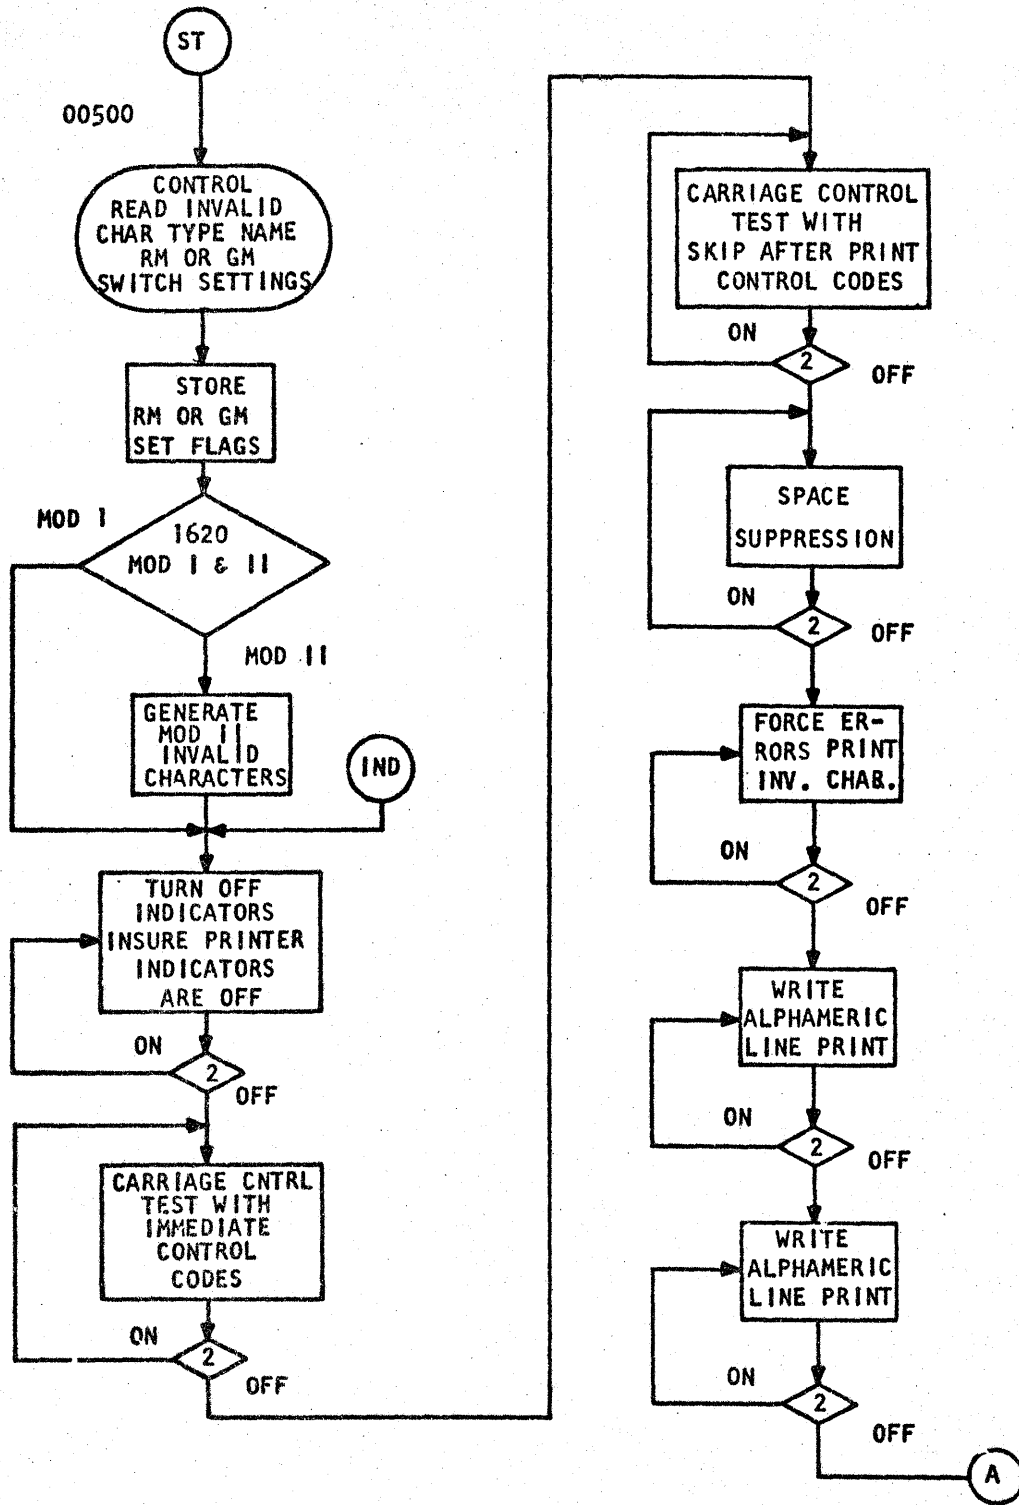 ST
00500
CONTROL
READ INVALID
CHAR TYPE NAME
RM OR GM
SWITCH SETTINGS
STORE
RM OR GM
SET FLAGS
MOD I
1620
MOD I & II
MOD II
GENERATE
MOD II
INVALID
CHARACTERS
IND
TURN OFF
INDICATORS
INSURE PRINTER
INDICATORS
ARE OFF
ON
2
OFF
CARRIAGE CNTRL
TEST WITH
IMMEDIATE
CONTROL
CODES
ON
2
OFF
CARRIAGE CONTROL
TEST WITH
SKIP AFTER PRINT
CONTROL CODES
ON
2
OFF
SPACE
SUPPRESSION
ON
2
OFF
FORCE ER-
RORS PRINT
INV. CHAR.
ON
2
OFF
WRITE
ALPHAMERIC
LINE PRINT
ON
2
OFF
WRITE
ALPHAMERIC
LINE PRINT
ON
2
OFF
A